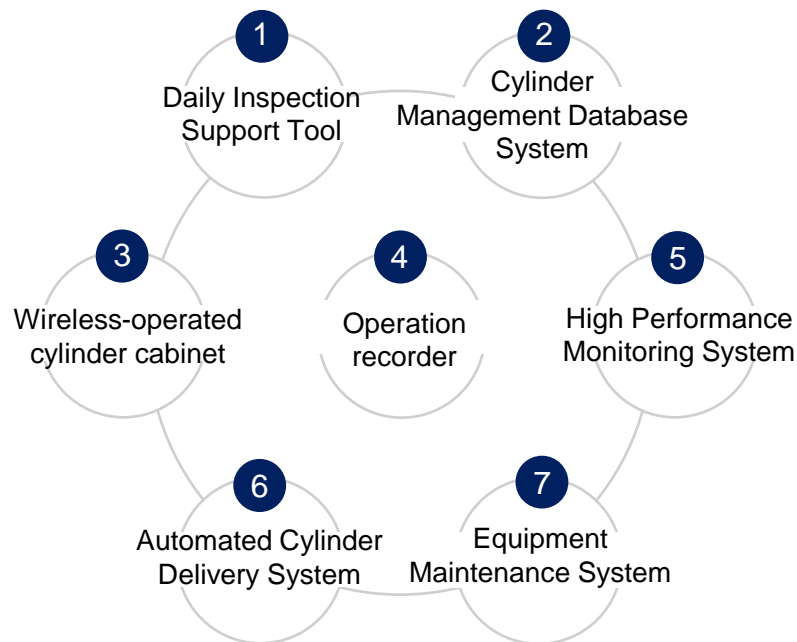 1
Daily Inspection
Support Tool
2
Cylinder
Management Database
System
3
Wireless-operated
cylinder cabinet
4
Operation
recorder
5
High Performance
Monitoring System
6
Automated Cylinder
Delivery System
7
Equipment
Maintenance System